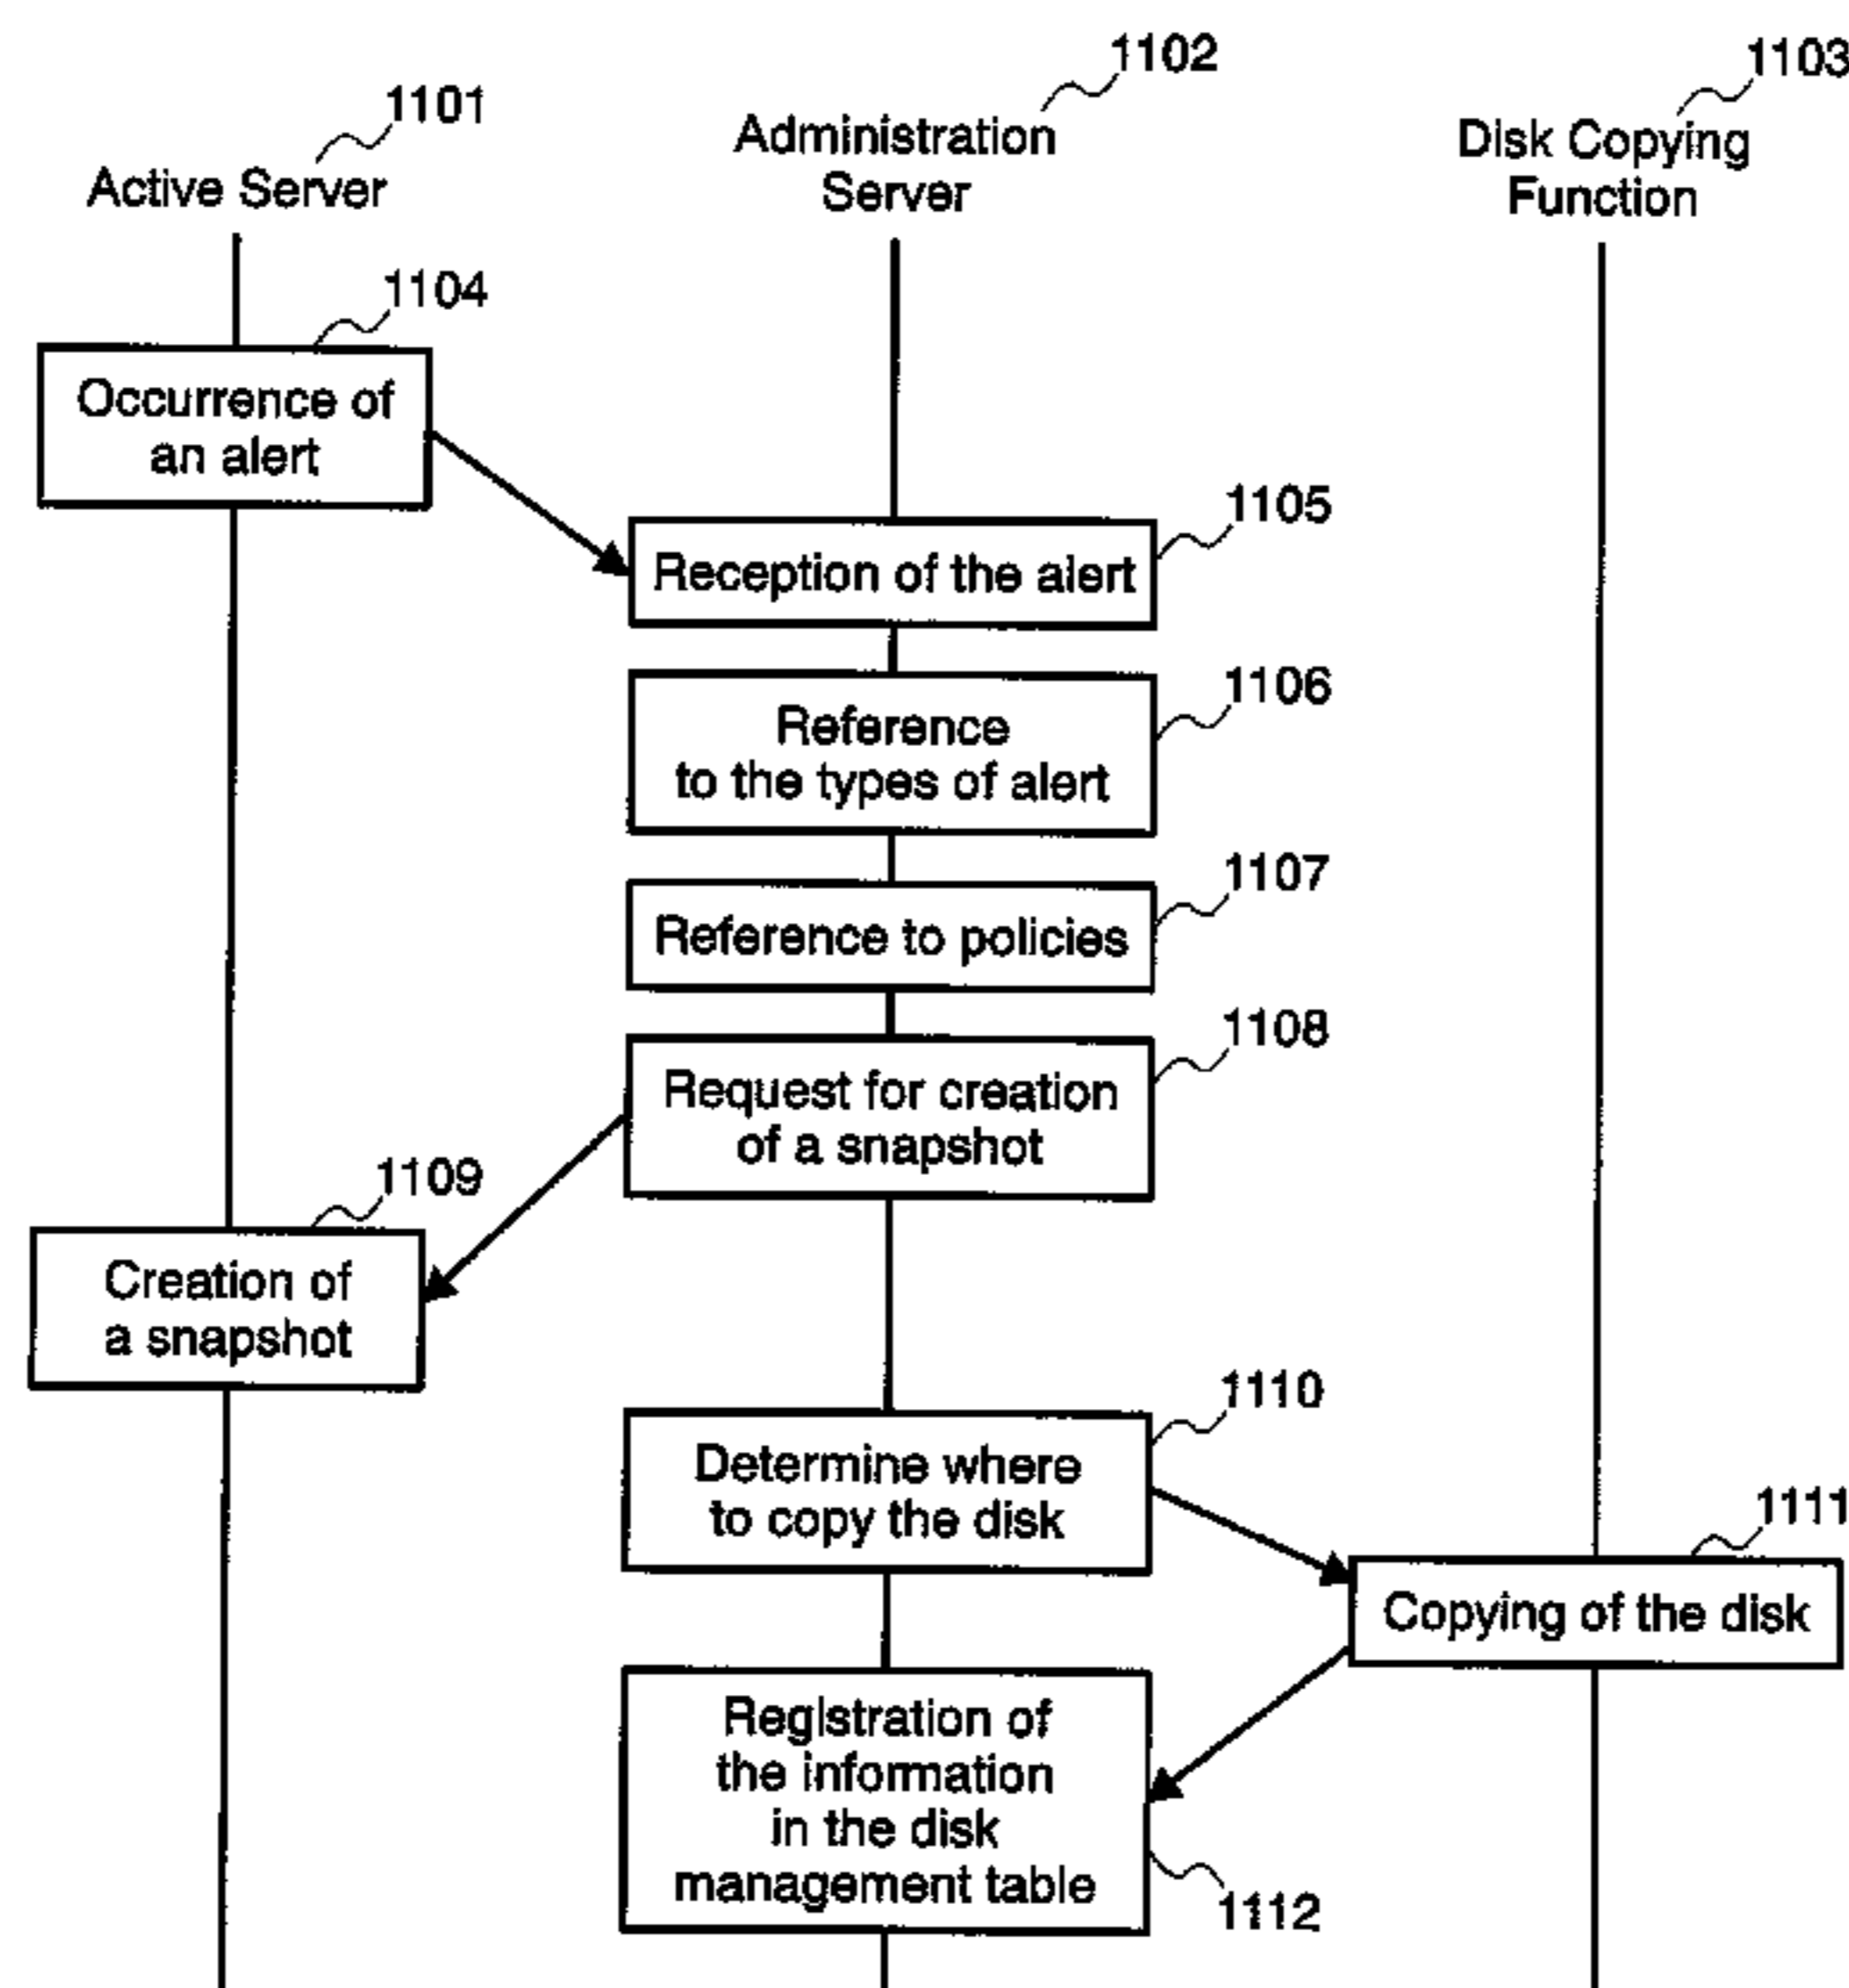 1101
Active Server
1102
Administration
Server
1103
Disk Copying
Function
1104
Occurrence of
an alert
1105
Reception of the alert
1106
Reference
to the types of alert
1107
Reference to policies
1108
Request for creation
of a snapshot
1109
Creation of
a snapshot
1110
Determine where
to copy the disk
1111
Copying of the disk
Registration of
the information
in the disk
management table
1112